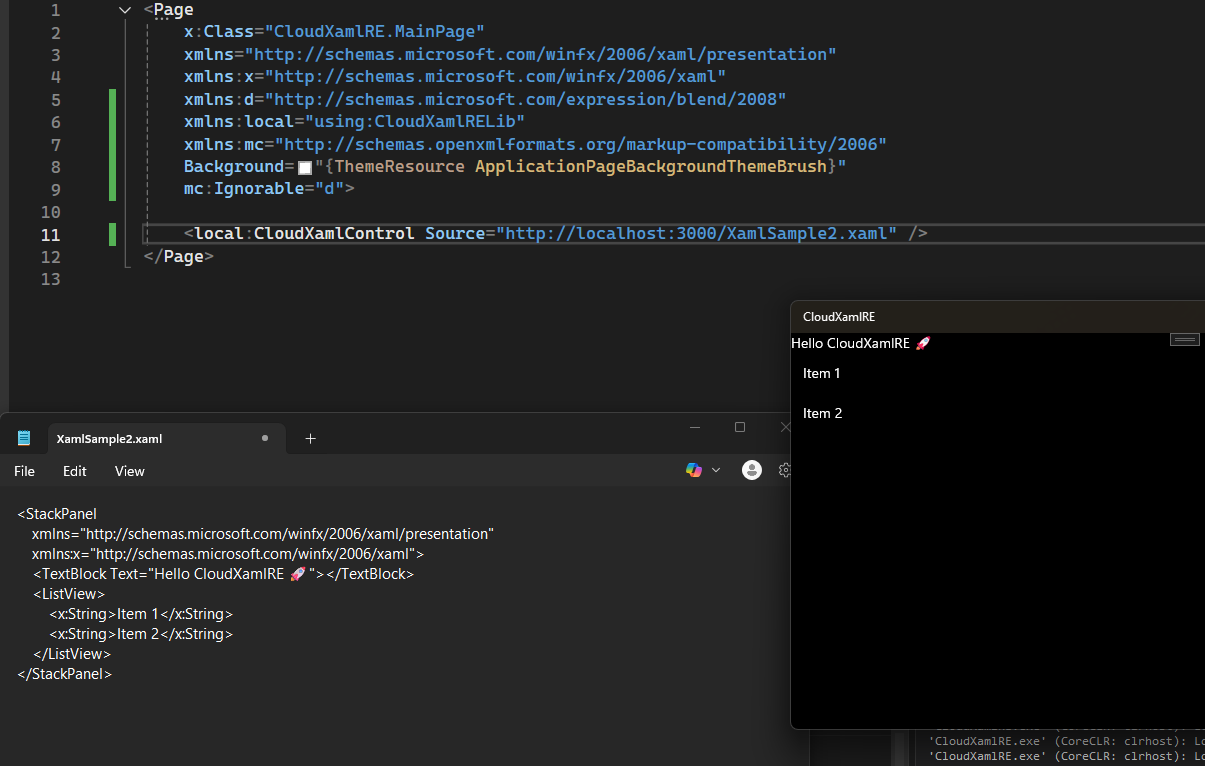 1 <Page
2 x:Class="CloudXamlRE.MainPage"
3 xmlns="http://schemas.microsoft.com/winfx/2006/xaml/presentation"
4 xmlns:x="http://schemas.microsoft.com/winfx/2006/xaml"
5 xmlns:d="http://schemas.microsoft.com/expression/blend/2008"
6 xmlns:local="using:CloudXamlRELib"
7 xmlns:mc="http://schemas.openxmlformats.org/markup-compatibility/2006"
8 Background="{ThemeResource ApplicationPageBackgroundThemeBrush}"
9 mc:Ignorable="d">
10
11 <local:CloudXamlControl Source="http://localhost:3000/XamlSample2.xaml" />
12 </Page>
13
CloudXamlRE
Hello CloudXamlRE 🚀
Item 1
Item 2
XamlSample2.xaml
File Edit View
<StackPanel
xmlns="http://schemas.microsoft.com/winfx/2006/xaml/presentation"
xmlns:x="http://schemas.microsoft.com/winfx/2006/xaml">
<TextBlock Text="Hello CloudXamlRE 🚀"></TextBlock>
<ListView>
<x:String>Item 1</x:String>
<x:String>Item 2</x:String>
</ListView>
</StackPanel>
'CloudXamlRE.exe' (CoreCLR: clrhost): Lo
'CloudXamlRE.exe' (CoreCLR: clrhost): Lo